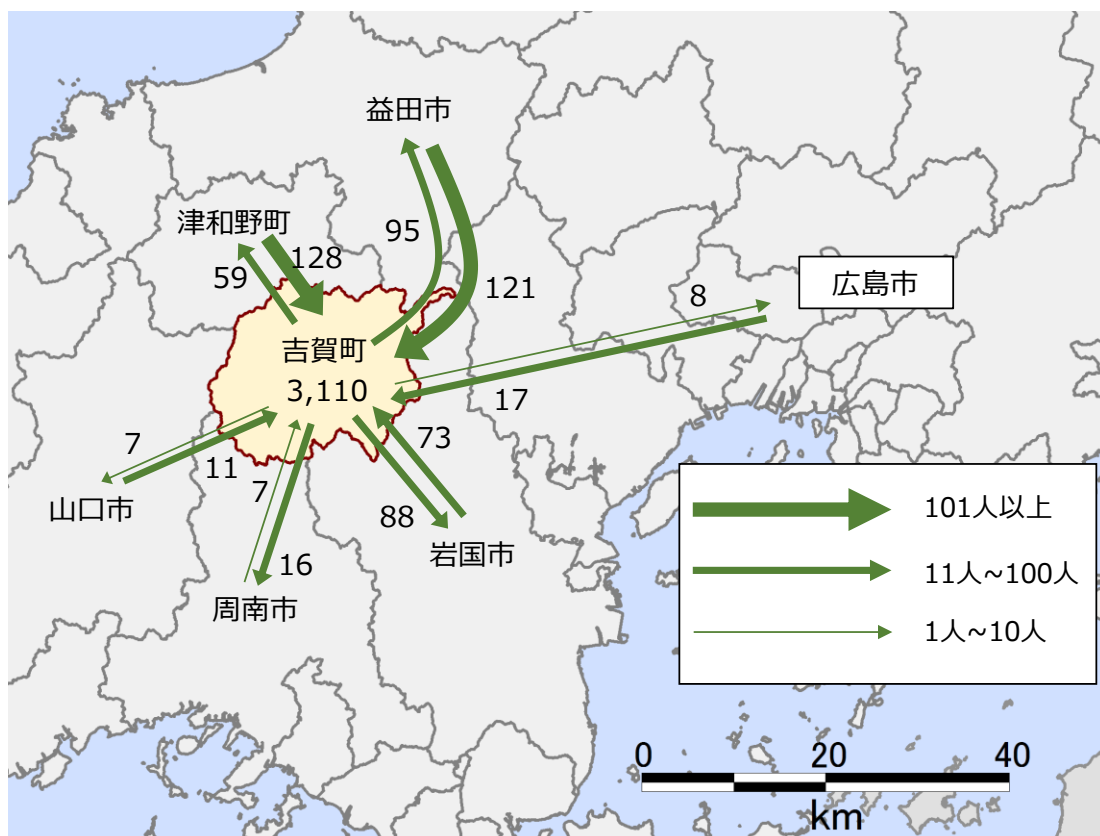 益田市
津和野町
95
59
128
121
8
広島市
吉賀町
3,110
17
7
11
7
73
山口市
88
岩国市
16
周南市
101人以上
11人~100人
1人~10人
0 20 40
km